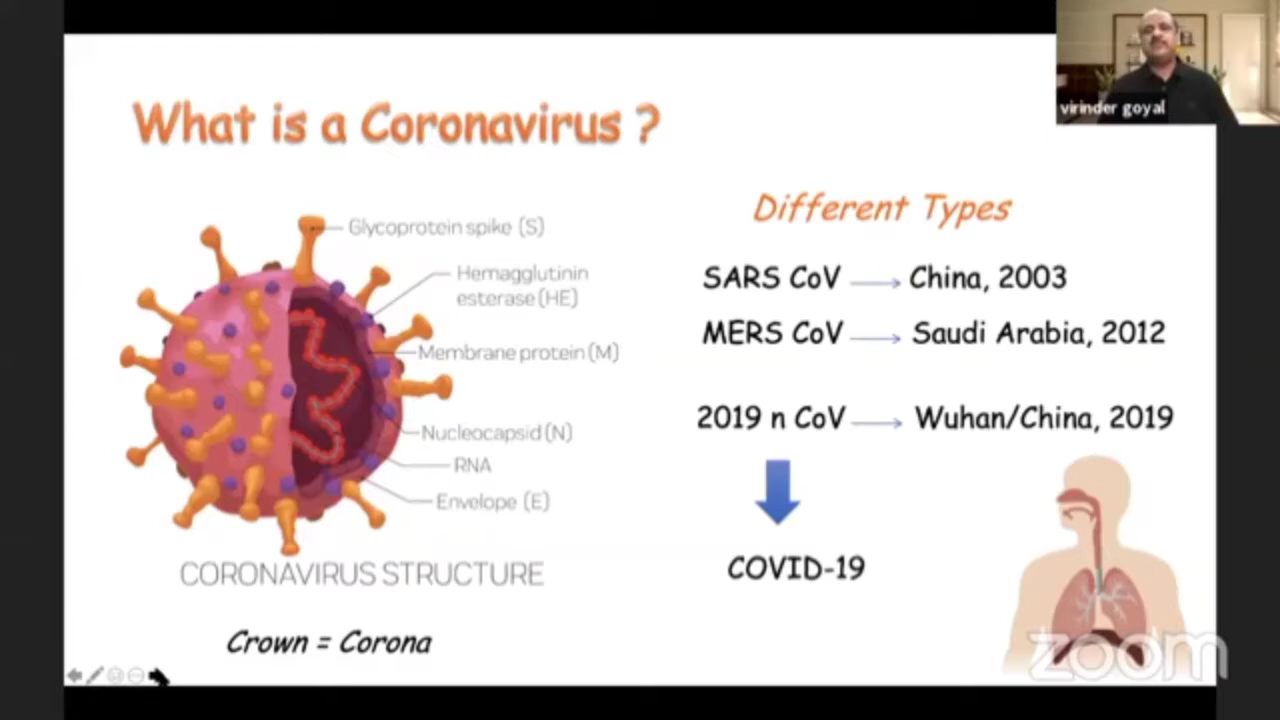 What is a Coronavirus ?
virinder goyal
Glycoprotein spike (S)
Hemagglutinin
esterase (HE)
Membrane protein (M)
Nucleocapsid (N)
RNA
Envelope (E)
CORONAVIRUS STRUCTURE
Crown = Corona
Different Types
SARS CoV → China, 2003
MERS CoV → Saudi Arabia, 2012
2019 n CoV → Wuhan/China, 2019
COVID-19
zoom